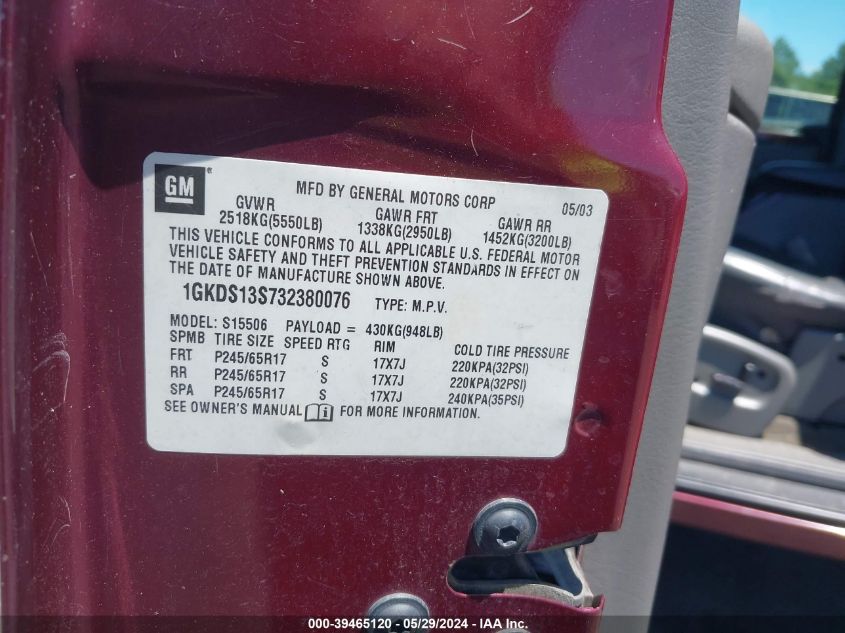 GM ® MFD BY GENERAL MOTORS CORP 05/03
GVWR GAWR FRT GAWR RR
2518KG(5550LB) 1338KG(2950LB) 1452KG(3200LB)
THIS VEHICLE CONFORMS TO ALL APPLICABLE U.S. FEDERAL MOTOR
VEHICLE SAFETY AND THEFT PREVENTION STANDARDS IN EFFECT ON
THE DATE OF MANUFACTURE SHOWN ABOVE.
1GKDS13S732380076 TYPE: M.P.V.
MODEL: S15506 PAYLOAD = 430KG(948LB)
SPMB TIRE SIZE SPEED RTG RIM COLD TIRE PRESSURE
FRT P245/65R17 S 17X7J 220KPA(32PSI)
RR P245/65R17 S 17X7J 220KPA(32PSI)
SPA P245/65R17 S 17X7J 240KPA(35PSI)
SEE OWNER'S MANUAL i FOR MORE INFORMATION.
000-39465120 - 05/29/2024 - IAA Inc.